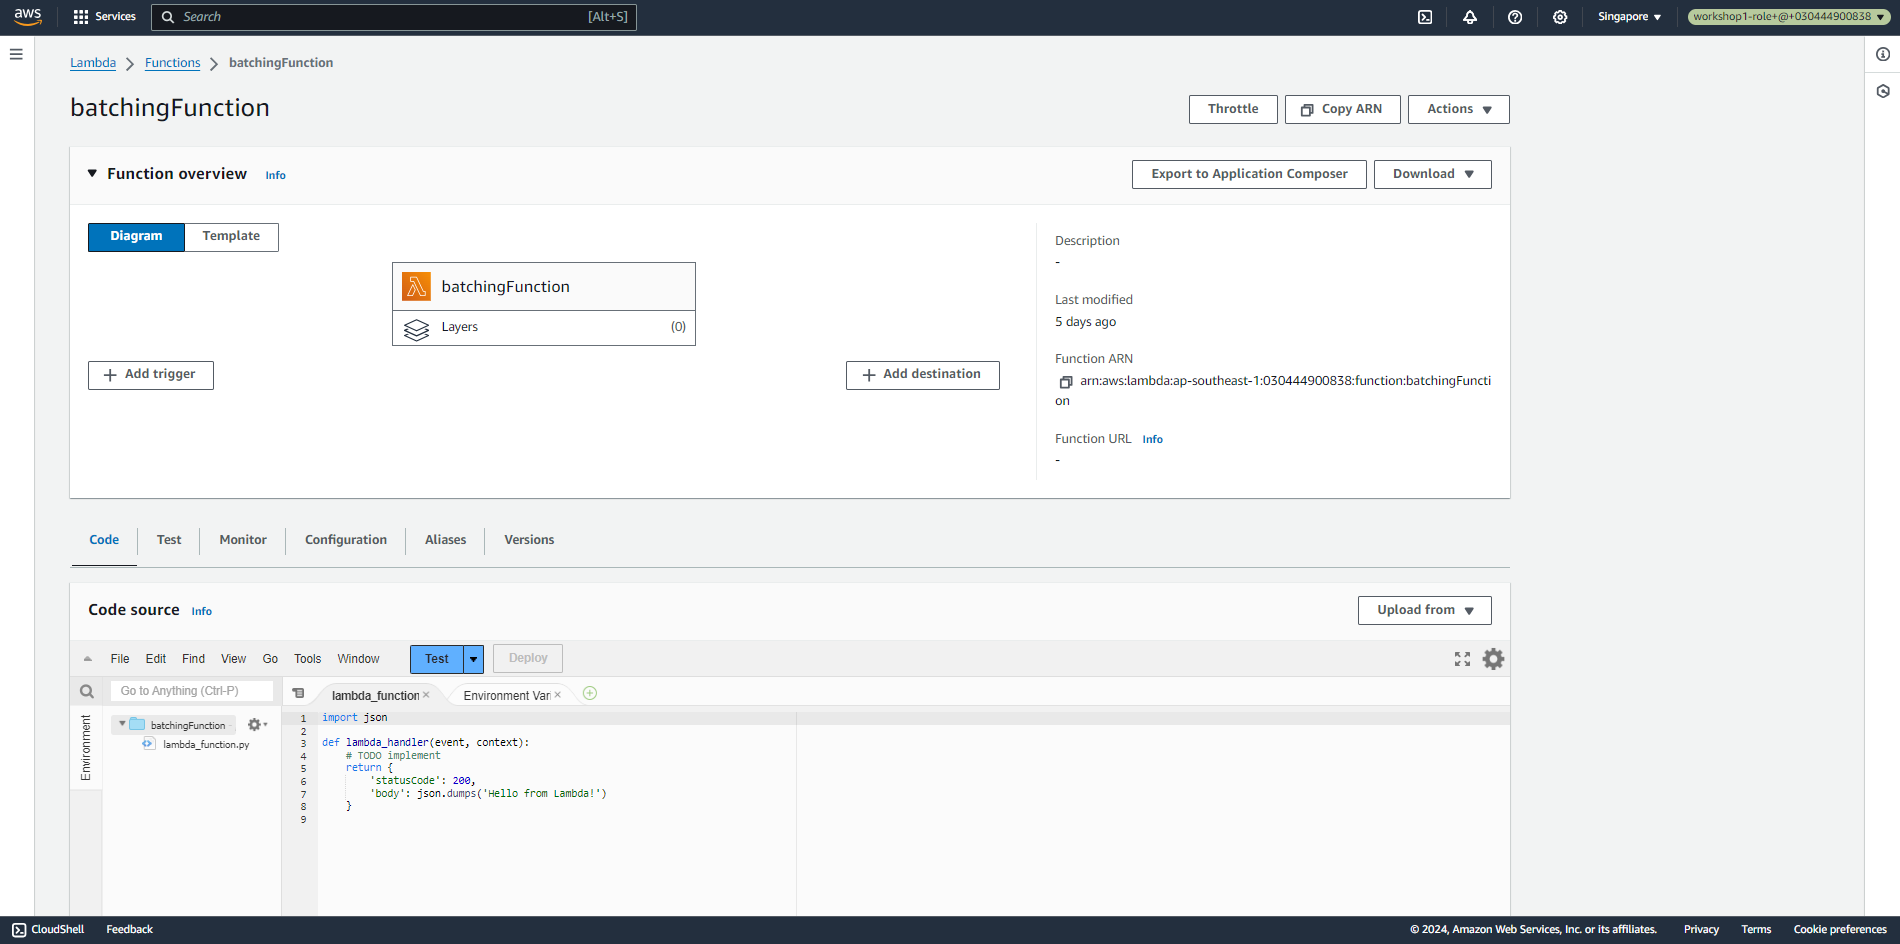 aws
Services
Search
[Alt+S]
Singapore
workshop1-role+@+030444900838
Lambda
Functions
batchingFunction
batchingFunction
Throttle
Copy ARN
Actions
Function overview
Info
Export to Application Composer
Download
Diagram
Template
batchingFunction
Layers
(0)
Add trigger
Add destination
Description
-
Last modified
5 days ago
Function ARN
arn:aws:lambda:ap-southeast-1:030444900838:function:batchingFuncti
on
Function URL
Info
-
Code
Test
Monitor
Configuration
Aliases
Versions
Code source
Info
Upload from
File
Edit
Find
View
Go
Tools
Window
Test
Deploy
Go to Anything (Ctrl-P)
lambda_function
Environment Vari
Environment
batchingFunction
lambda_function.py
1 import json
2
3 def lambda_handler(event, context):
4 # TODO implement
5 return {
6 'statusCode': 200,
7 'body': json.dumps('Hello from Lambda!')
8 }
9
CloudShell
Feedback
© 2024, Amazon Web Services, Inc. or its affiliates.
Privacy
Terms
Cookie preferences